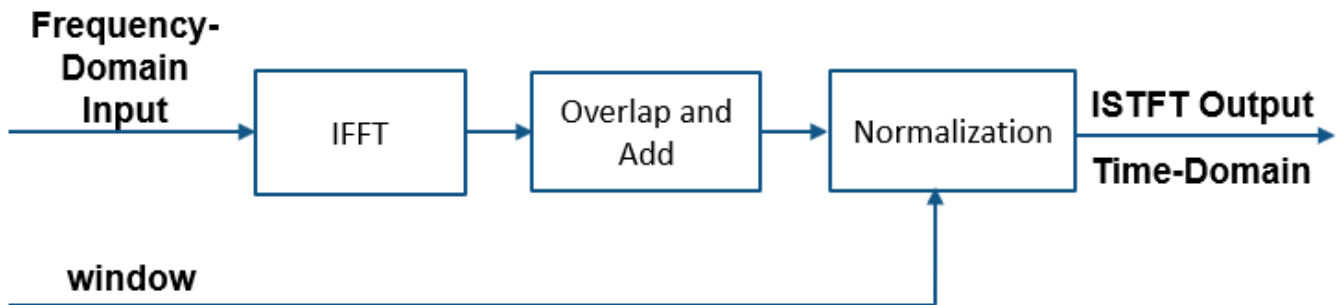 Frequency-
Domain
Input
IFFT
Overlap and
Add
Normalization
ISTFT Output
Time-Domain
window